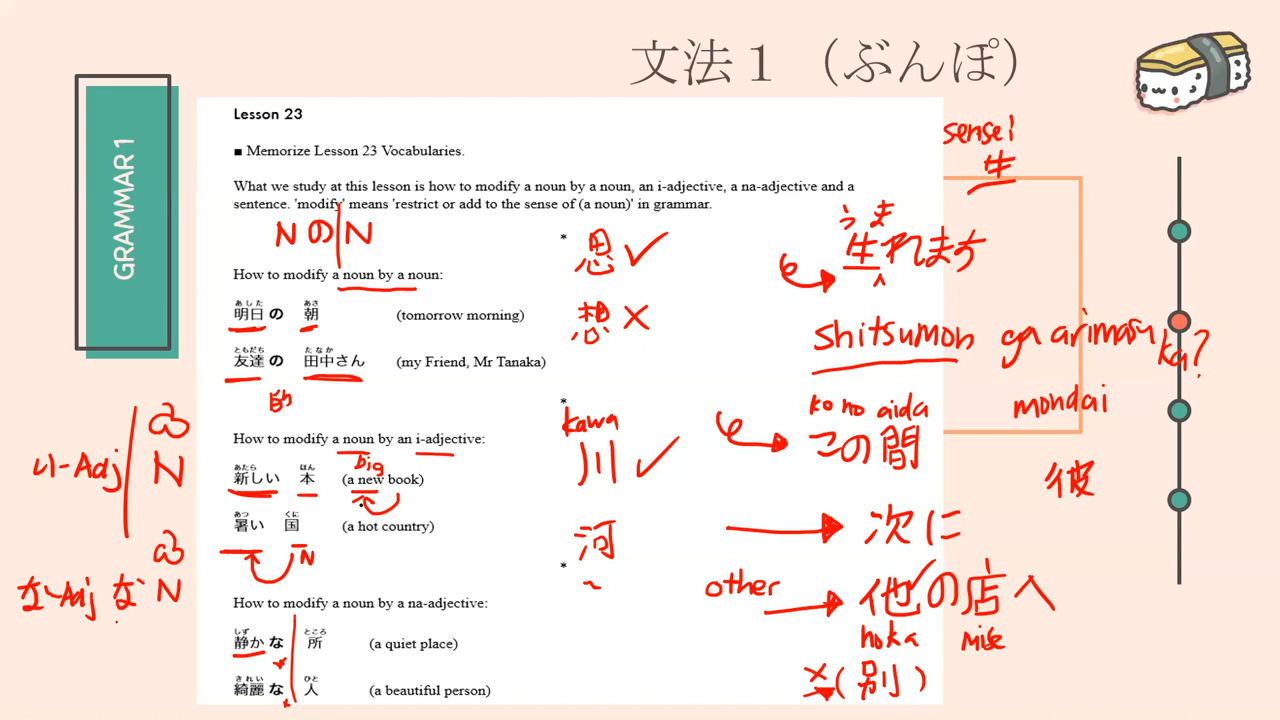 文法１（ぶんぽ）
GRAMMAR 1
Lesson 23
■ Memorize Lesson 23 Vocabularies.
What we study at this lesson is how to modify a noun by a noun, an i-adjective, a na-adjective and a
sentence. 'modify' means 'restrict or add to the sense of (a noun)' in grammar.
NのN
How to modify a noun by a noun:
あした あさ
明日の 朝 (tomorrow morning)
ともだち たなか
友達の 田中さん (my Friend, Mr Tanaka)
的
How to modify a noun by an i-adjective:
big
あたら ほん
新しい 本 (a new book)
あつ くに
暑い 国 (a hot country)
N
How to modify a noun by a na-adjective:
しず ところ
静かな 所 (a quiet place)
きれい ひと
綺麗な 人 (a beautiful person)
い-Adj N
な-Adj な N
*
思
想 ×
*
kawa
川
河
*
sensei
生
うま
生れます
shitsumon ga arimasu ka?
mondai
ko no aida
この間
彼
次に
other
他の店へ
hoka mise
×(別)